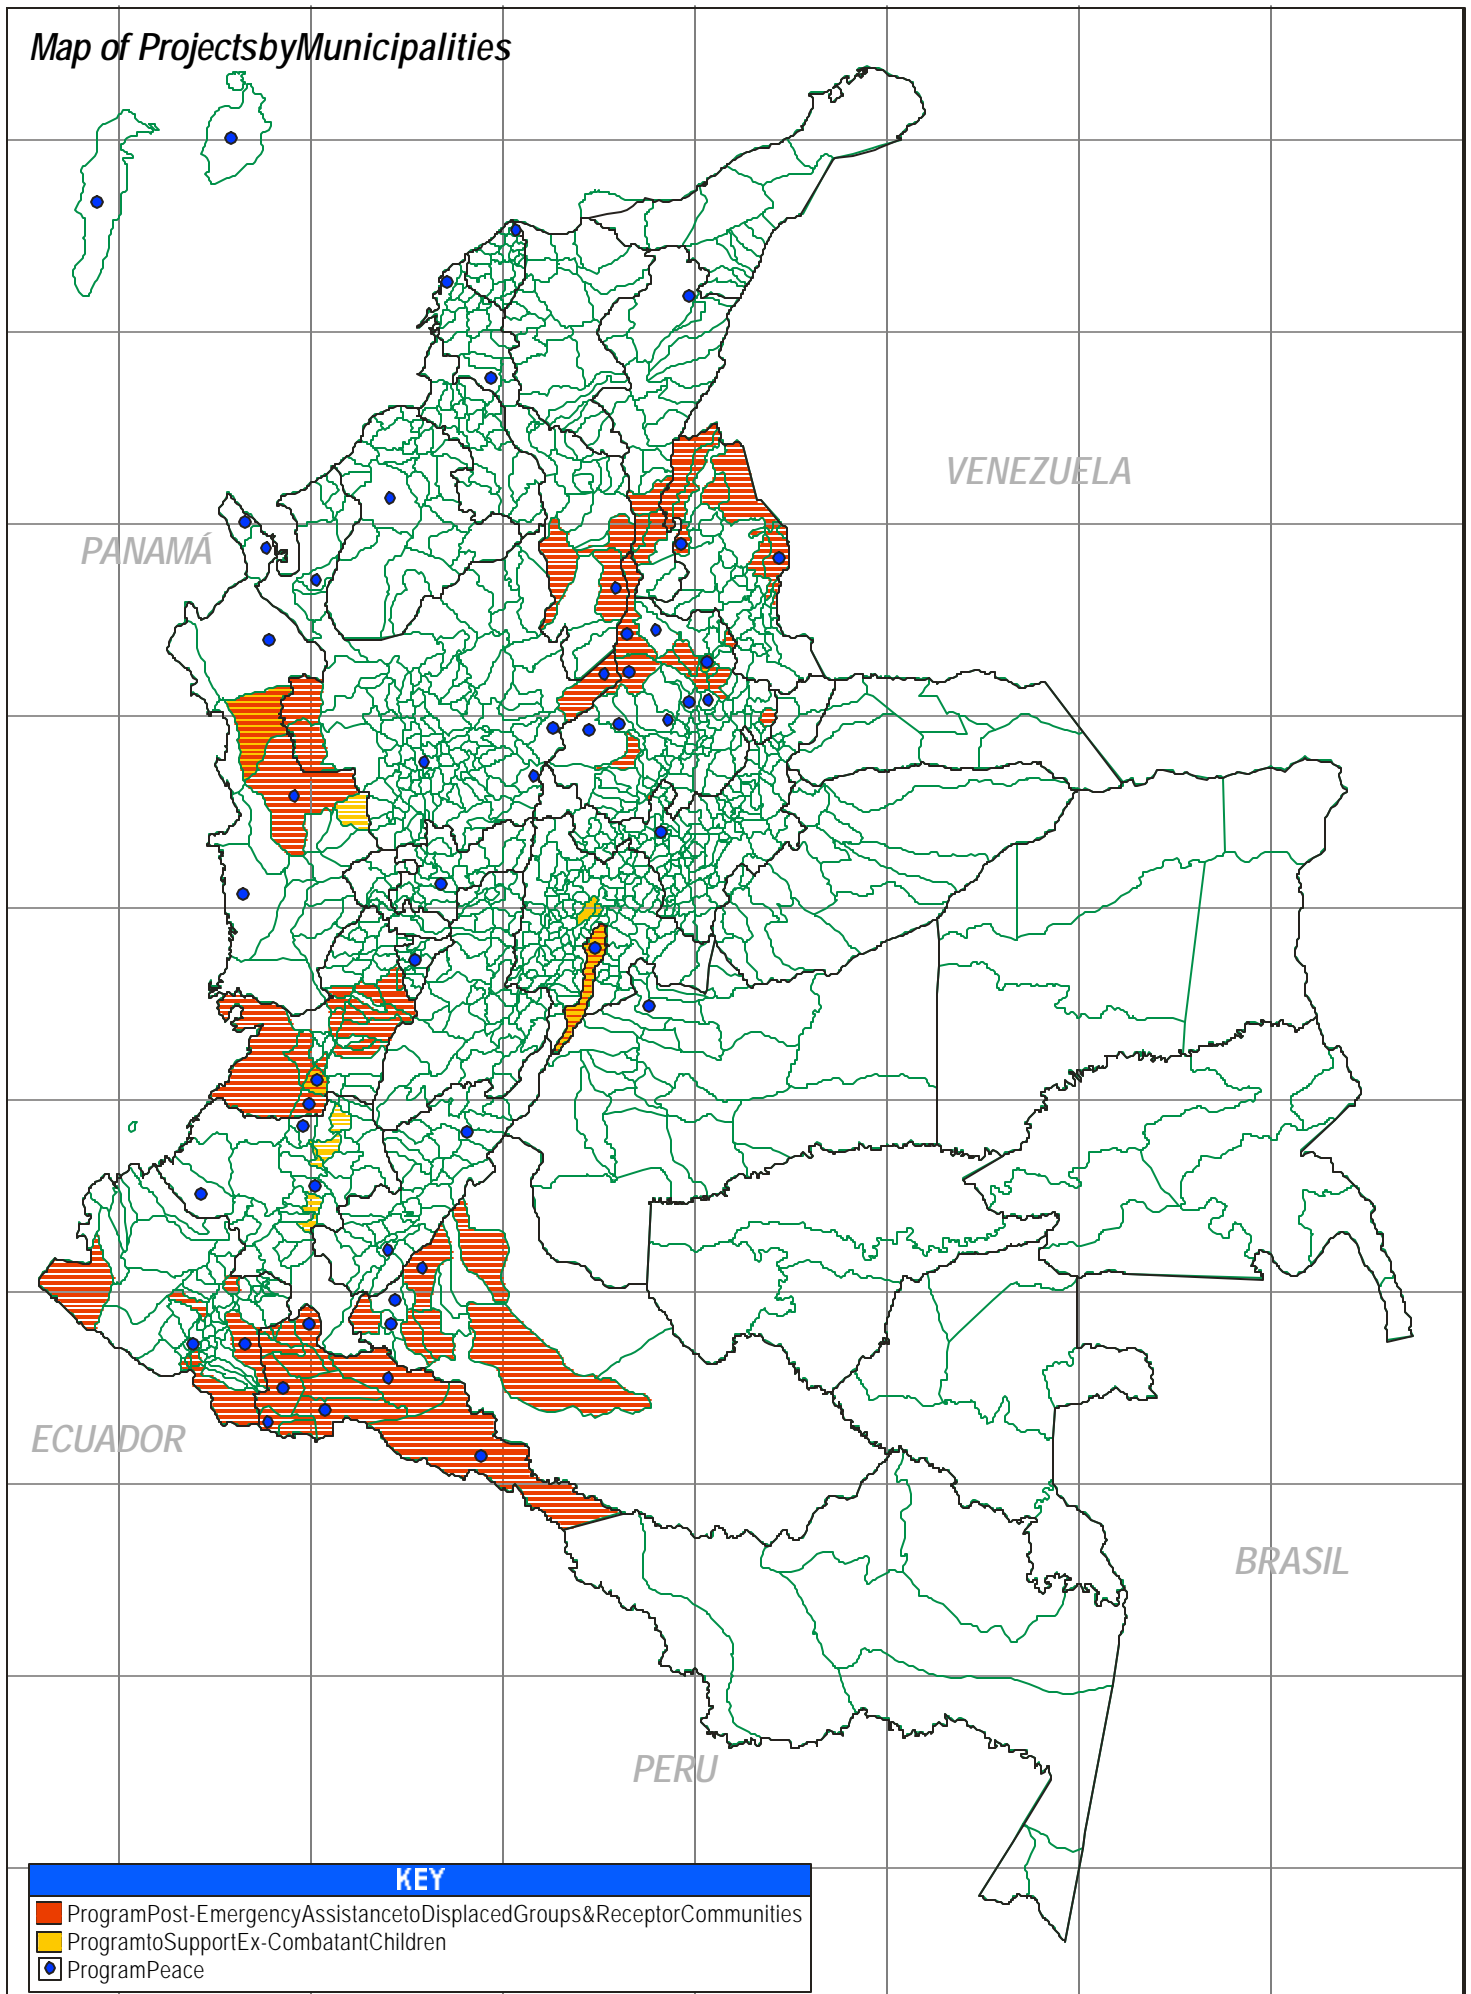 Map of ProjectsbyMunicipalities
VENEZUELA
PANAMÁ
ECUADOR
BRASIL
PERU
KEY
ProgramPost-EmergencyAssistancetoDisplacedGroups&ReceptorCommunities
ProgramtoSupportEx-CombatantChildren
ProgramPeace